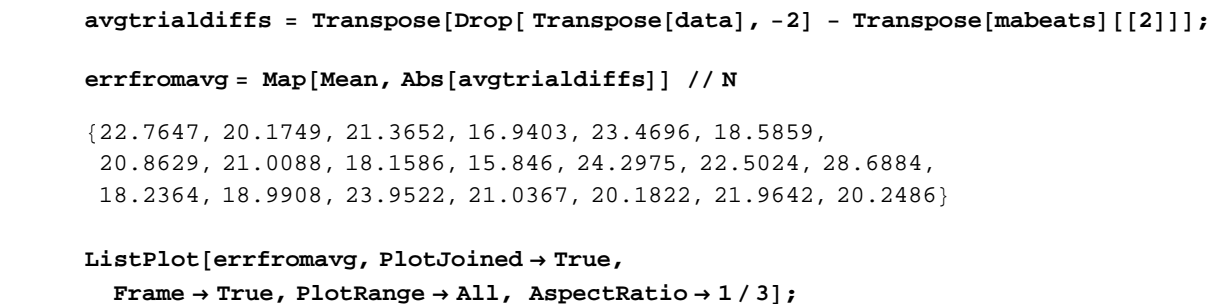 avgtrialdiffs = Transpose[Drop[ Transpose[data], -2] - Transpose[mabeats][[2]]];
errfromavg = Map[Mean, Abs[avgtrialdiffs]] // N
{22.7647, 20.1749, 21.3652, 16.9403, 23.4696, 18.5859,
20.8629, 21.0088, 18.1586, 15.846, 24.2975, 22.5024, 28.6884,
18.2364, 18.9908, 23.9522, 21.0367, 20.1822, 21.9642, 20.2486}
ListPlot[errfromavg, PlotJoined → True,
Frame → True, PlotRange → All, AspectRatio → 1 / 3];